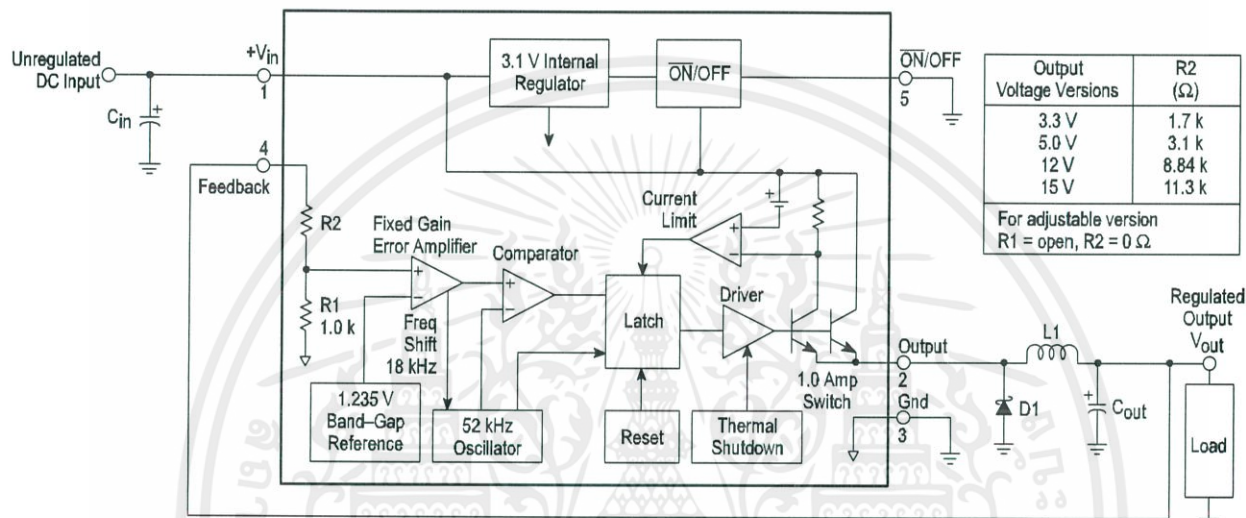 Unregulated
DC Input
Cin
+Vin
1
4
Feedback
3.1 V Internal
Regulator
ON/OFF
ON/OFF
5
Output
Voltage Versions
R2
(Ω)
3.3 V
1.7 k
5.0 V
3.1 k
12 V
8.84 k
15 V
11.3 k
For adjustable version
R1 = open, R2 = 0 Ω
R2
R1
1.0 k
Fixed Gain
Error Amplifier
Comparator
Current
Limit
Freq
Shift
18 kHz
Latch
Driver
1.0 Amp
Switch
1.235 V
Band–Gap
Reference
52 kHz
Oscillator
Reset
Thermal
Shutdown
Output
2
Gnd
3
L1
D1
Cout
Regulated
Output
Vout
Load